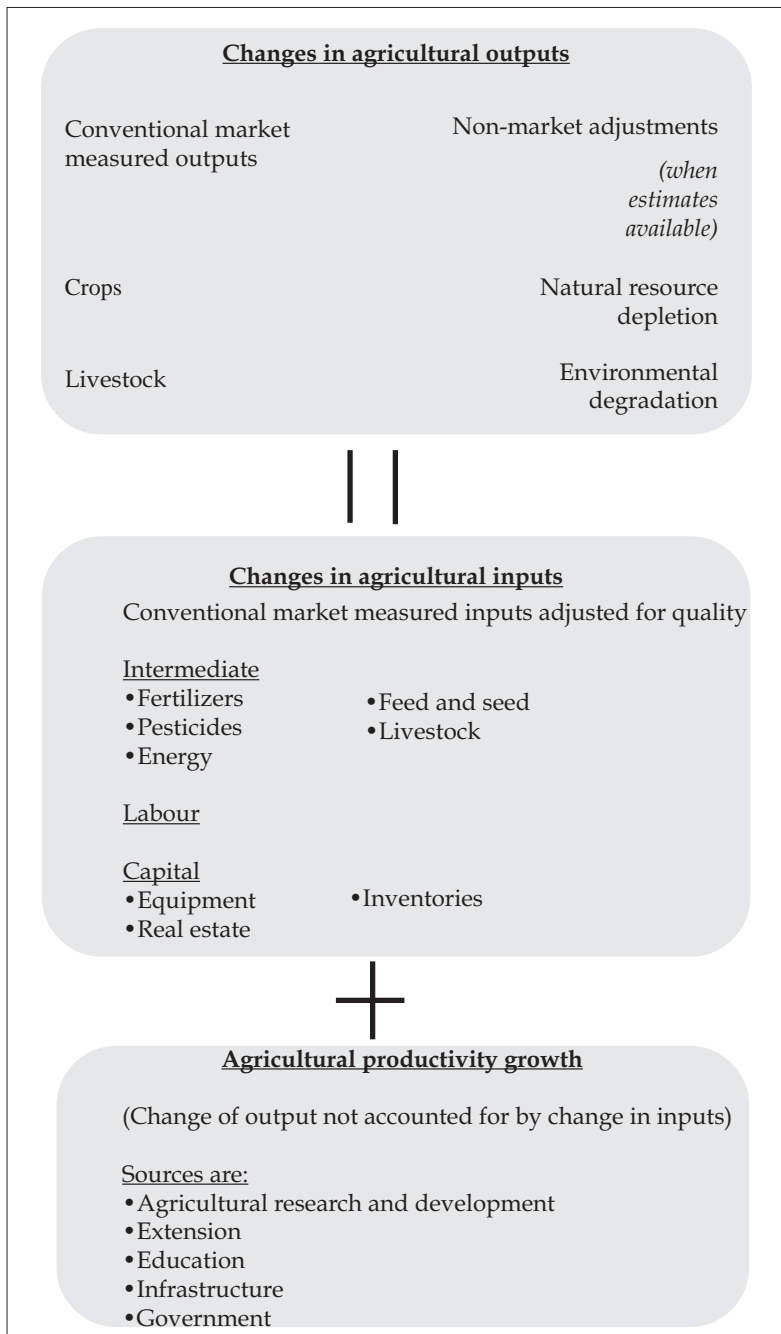 Changes in agricultural outputs
Conventional market
measured outputs
Non-market adjustments
(when
estimates
available)
Crops
Natural resource
depletion
Livestock
Environmental
degradation
Changes in agricultural inputs
Conventional market measured inputs adjusted for quality
Intermediate
•Fertilizers
•Pesticides
•Energy
•Feed and seed
•Livestock
Labour
Capital
•Equipment
•Real estate
•Inventories
Agricultural productivity growth
(Change of output not accounted for by change in inputs)
Sources are:
•Agricultural research and development
•Extension
•Education
•Infrastructure
•Government